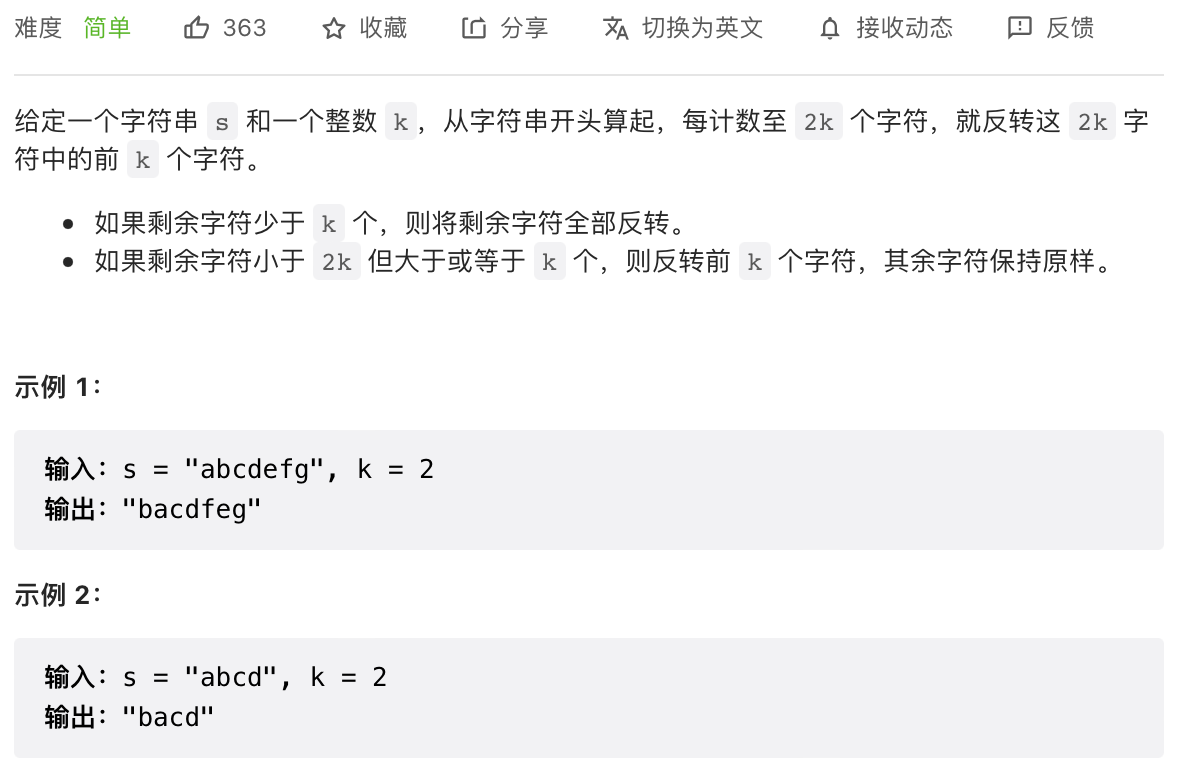 难度 简单 363 收藏 分享 切换为英文 接收动态 反馈
给定一个字符串 s 和一个整数 k，从字符串开头算起，每计数至 2k 个字符，就反转这 2k 字
符中的前 k 个字符。
如果剩余字符少于 k 个，则将剩余字符全部反转。
如果剩余字符小于 2k 但大于或等于 k 个，则反转前 k 个字符，其余字符保持原样。
示例 1：
输入：s = "abcdefg", k = 2
输出："bacdfeg"
示例 2：
输入：s = "abcd", k = 2
输出："bacd"